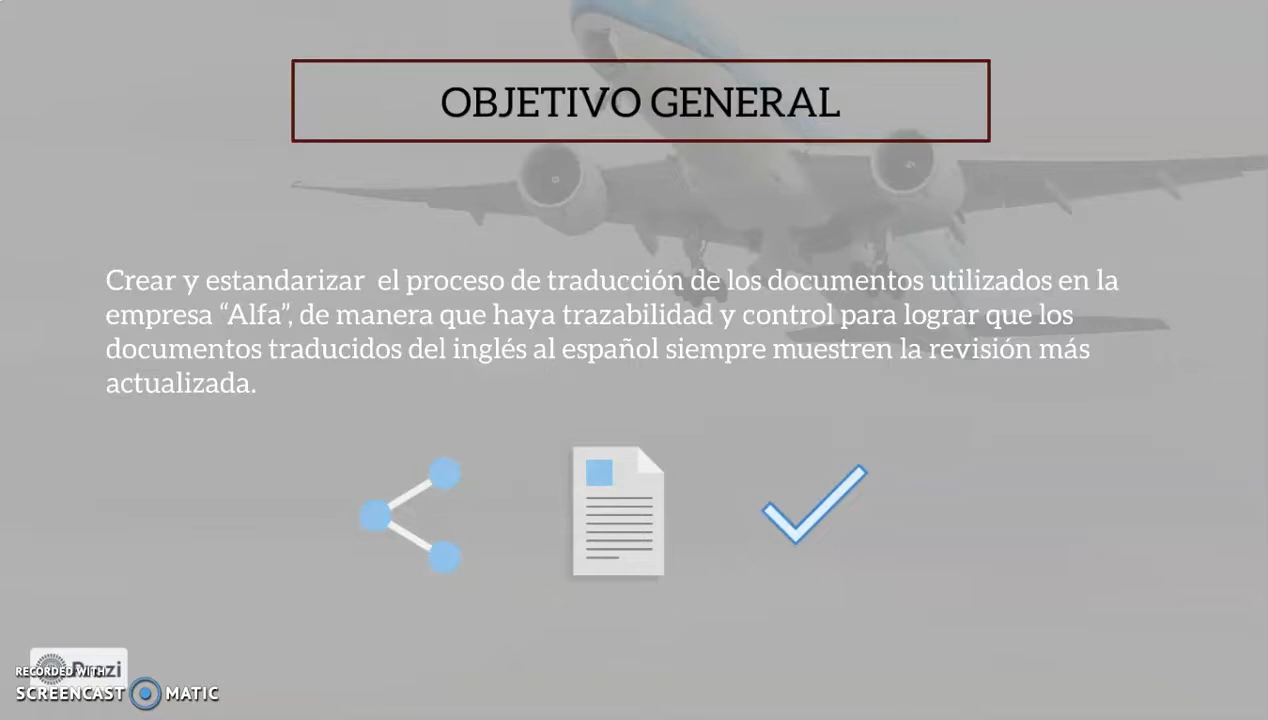 OBJETIVO GENERAL
Crear y estandarizar el proceso de traducción de los documentos utilizados en la
empresa “Alfa”, de manera que haya trazabilidad y control para lograr que los
documentos traducidos del inglés al español siempre muestren la revisión más
actualizada.
Prezi
RECORDED WITH
SCREENCAST MATIC